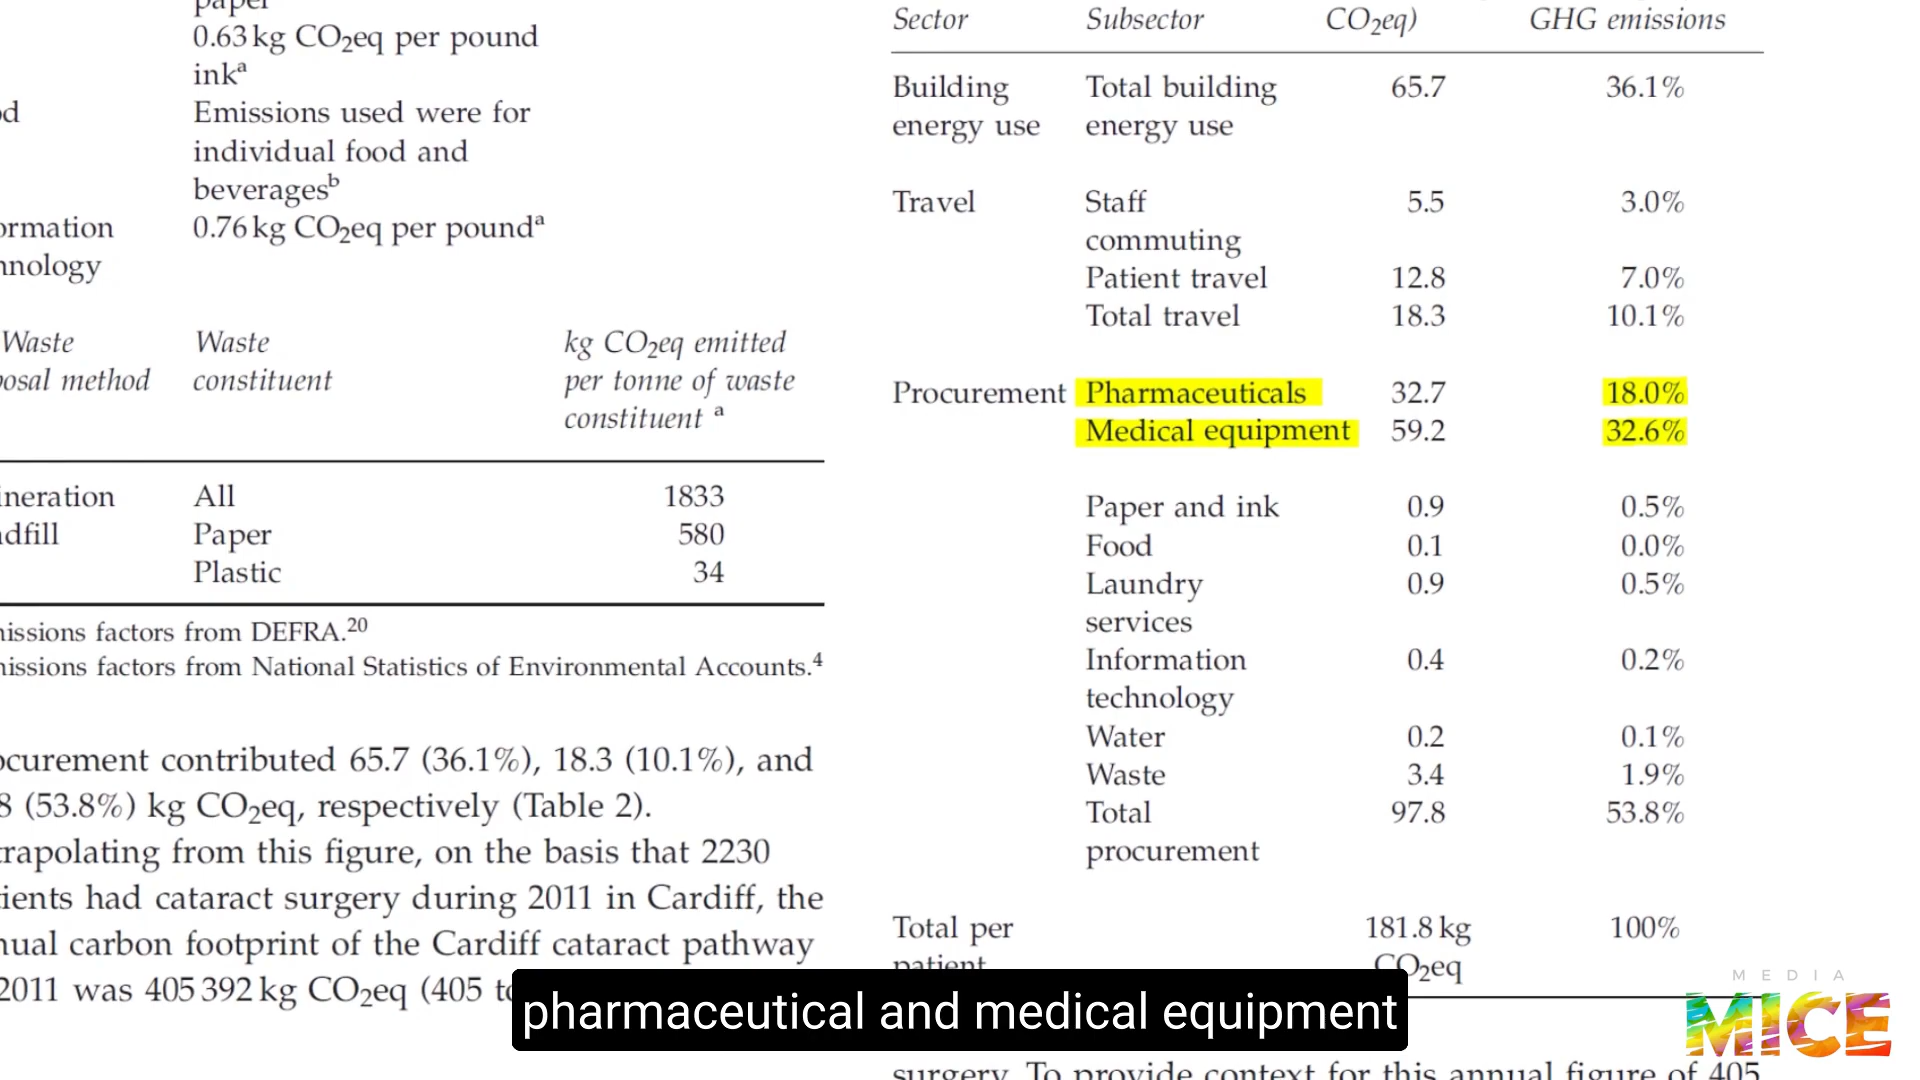 paper
0.63 kg CO₂eq per pound
inkᵃ
Emissions used were for
individual food and
beveragesᵇ
ormation 0.76 kg CO₂eq per poundᵃ
nology
Waste Waste kg CO₂eq emitted
osal method constituent per tonne of waste
constituent ᵃ
ineration All 1833
dfill Paper 580
Plastic 34
issions factors from DEFRA.²⁰
issions factors from National Statistics of Environmental Accounts.⁴
ocurement contributed 65.7 (36.1%), 18.3 (10.1%), and
8 (53.8%) kg CO₂eq, respectively (Table 2).
trapolating from this figure, on the basis that 2230
tients had cataract surgery during 2011 in Cardiff, the
nual carbon footprint of the Cardiff cataract pathway
2011 was 405 392 kg CO₂eq (405 to
Sector Subsector CO₂eq) GHG emissions
Building Total building 65.7 36.1%
energy use energy use
Travel Staff 5.5 3.0%
commuting
Patient travel 12.8 7.0%
Total travel 18.3 10.1%
Procurement Pharmaceuticals 32.7 18.0%
Medical equipment 59.2 32.6%
Paper and ink 0.9 0.5%
Food 0.1 0.0%
Laundry 0.9 0.5%
services
Information 0.4 0.2%
technology
Water 0.2 0.1%
Waste 3.4 1.9%
Total 97.8 53.8%
procurement
Total per 181.8 kg 100%
patient CO₂eq
surgery. To provide context for this annual figure of 405
pharmaceutical and medical equipment
MEDIA
MICE